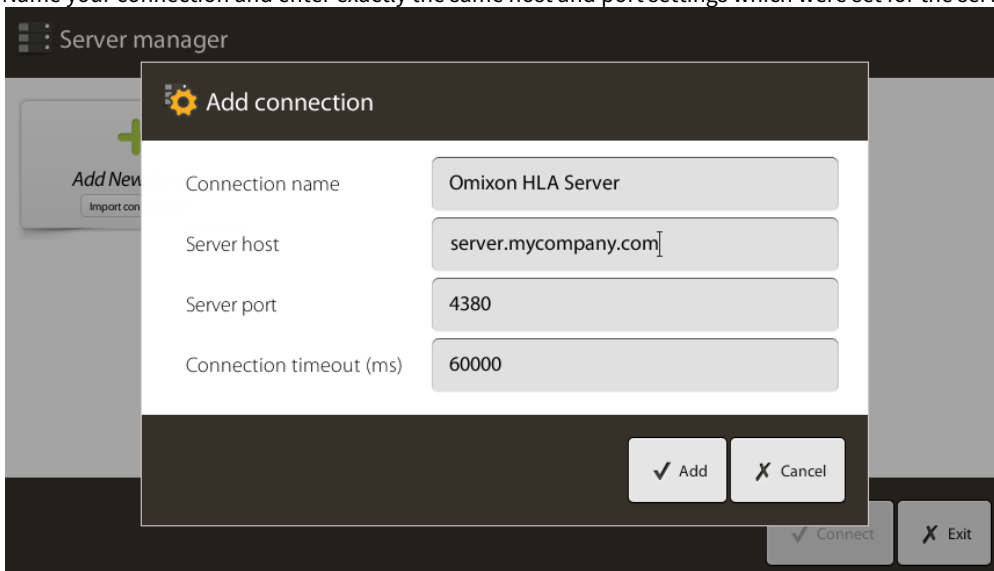 Name your connection and enter exactly the same host and port settings which were set for the
Server manager
Add connection
Add New
Import con
Connection name
Omixon HLA Server
Server host
server.mycompany.com
Server port
4380
Connection timeout (ms)
60000
Add
Cancel
Connect
Exit